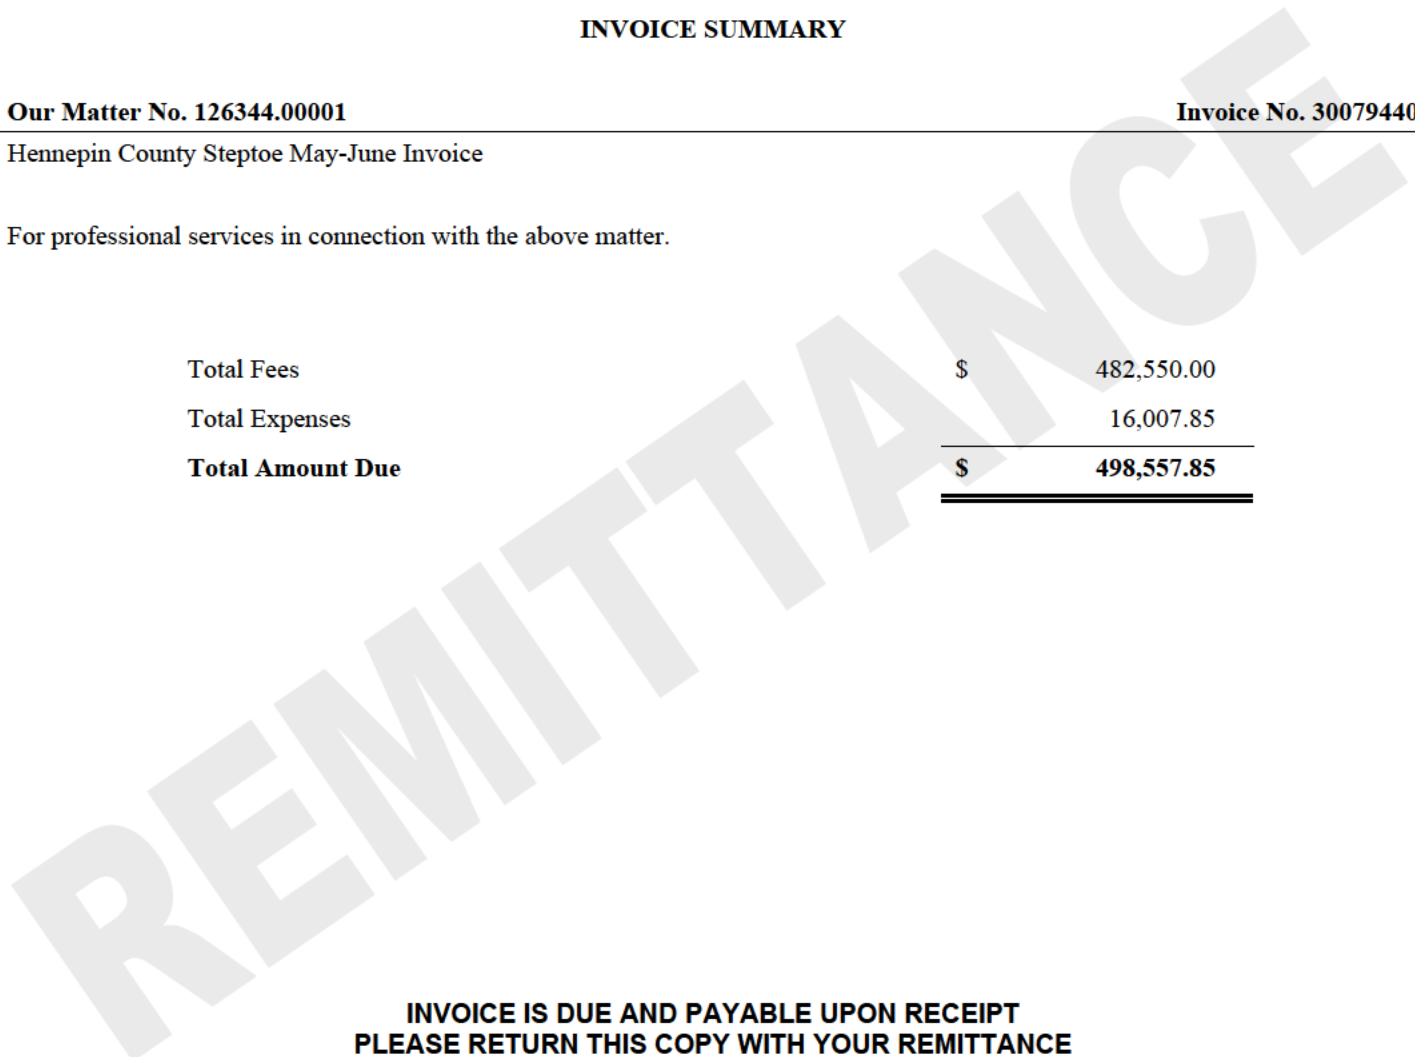 INVOICE SUMMARY
Our Matter No. 126344.00001 Invoice No. 30079440
Hennepin County Steptoe May-June Invoice
For professional services in connection with the above matter.
Total Fees $ 482,550.00
Total Expenses 16,007.85
Total Amount Due $ 498,557.85
REMITTANCE
INVOICE IS DUE AND PAYABLE UPON RECEIPT
PLEASE RETURN THIS COPY WITH YOUR REMITTANCE